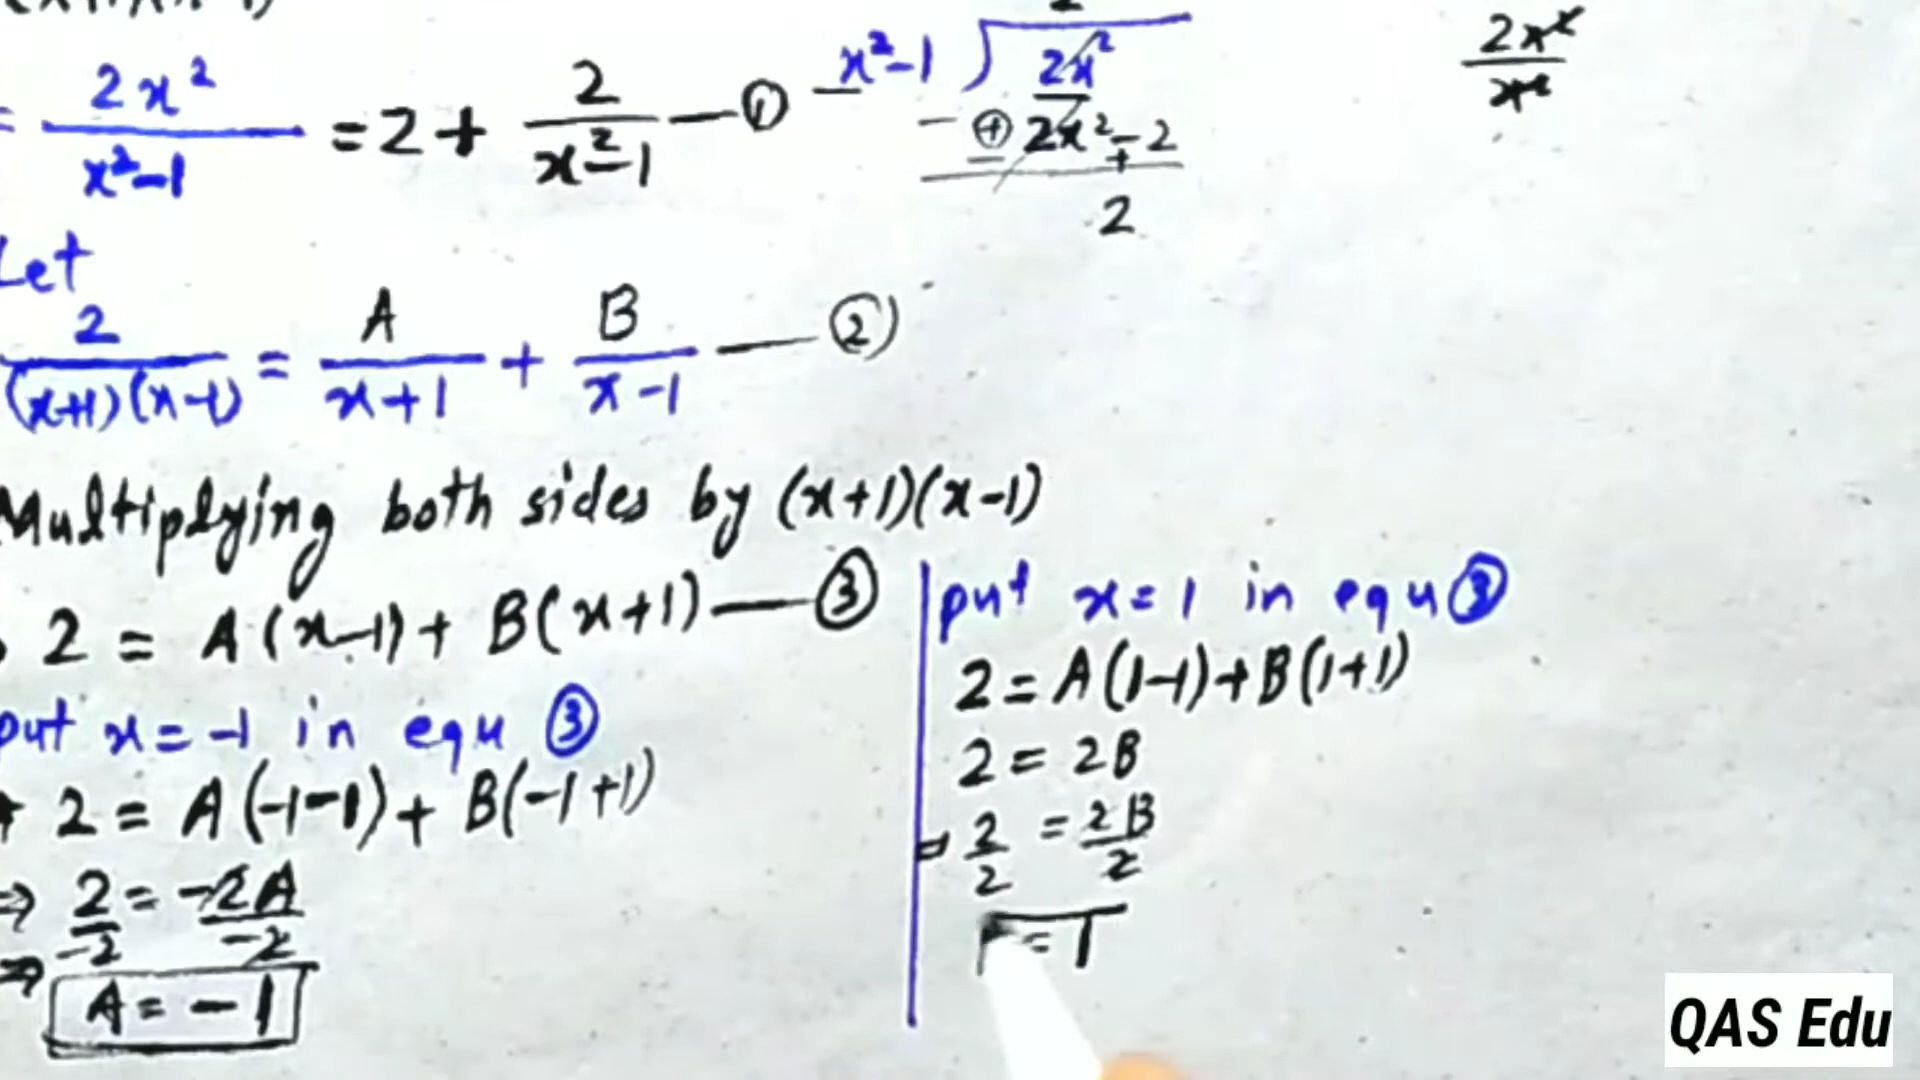 = 2x²/x²-1 = 2 + 2/x²-1 — ①
x²-1 ) 2x²
- ⊕ 2x² - 2
+
2
2x²/x²
Let
2/(x+1)(x-1) = A/x+1 + B/x-1 — ②
Multiplying both sides by (x+1)(x-1)
2 = A(x-1) + B(x+1) — ③
put x = -1 in equ ③
2 = A(-1-1) + B(-1+1)
⇒ 2/-2 = -2A/-2
⇒ A = -1
put x = 1 in equ ③
2 = A(1-1) + B(1+1)
2 = 2B
⇒ 2/2 = 2B/2
= 1
QAS Edu